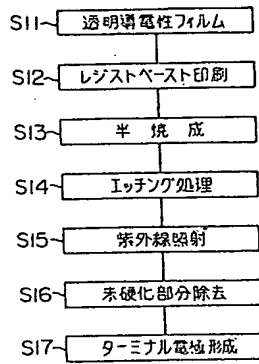 S11 透明導電性フィルム
S12 レジストペースト印刷
S13 半焼成
S14 エッチング処理
S15 紫外線照射
S16 未硬化部分除去
S17 ターミナル電極形成